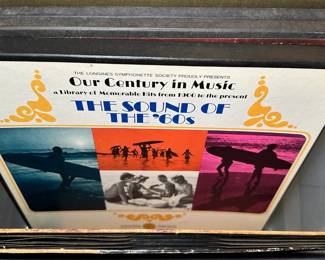 THE LONGINES SYMPHONETTE SOCIETY PROUDLY PRESENTS
Our Century in Music
a Library of Memorable Hits from 1900 to the present
THE SOUND OF
THE '60s